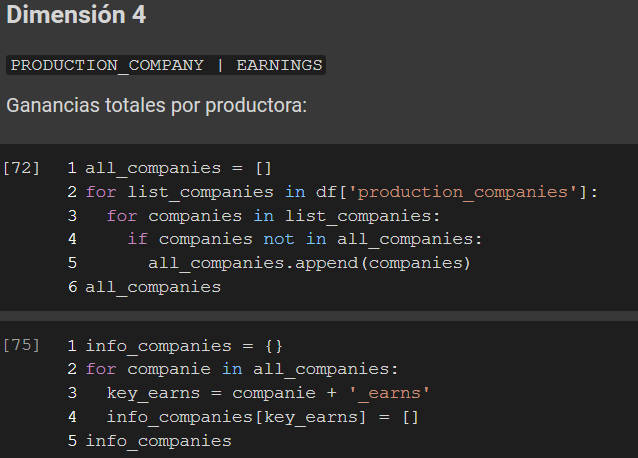 Dimensión 4
PRODUCTION_COMPANY | EARNINGS
Ganancias totales por productora:
[72] 1 all_companies = []
2 for list_companies in df['production_companies']:
3   for companies in list_companies:
4     if companies not in all_companies:
5       all_companies.append(companies)
6 all_companies
[75] 1 info_companies = {}
2 for companie in all_companies:
3   key_earns = companie + '_earns'
4   info_companies[key_earns] = []
5 info_companies